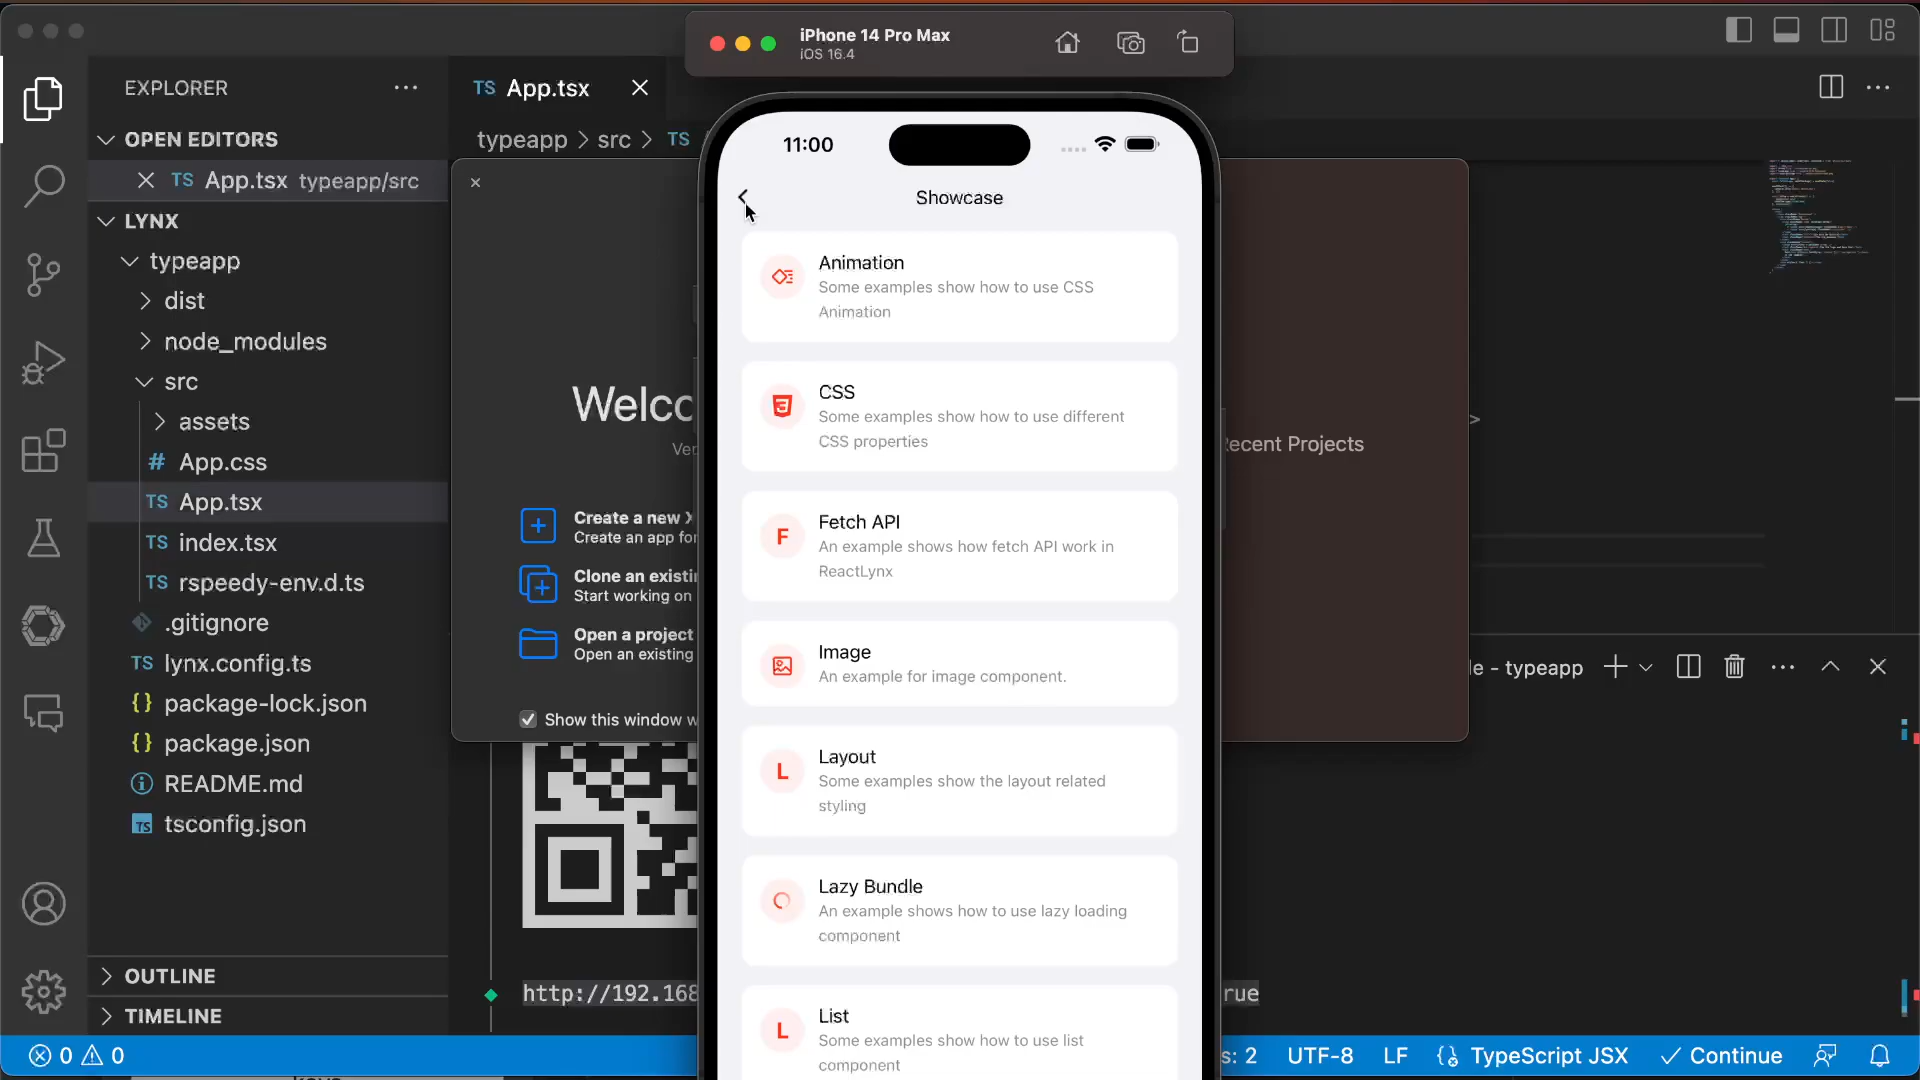 iPhone 14 Pro Max
iOS 16.4
EXPLORER
TS App.tsx
OPEN EDITORS
TS App.tsx typeapp/src
typeapp > src > TS
LYNX
typeapp
dist
node_modules
src
assets
# App.css
TS App.tsx
TS index.tsx
TS rspeedy-env.d.ts
.gitignore
TS lynx.config.ts
{} package-lock.json
{} package.json
README.md
TS tsconfig.json
OUTLINE
TIMELINE
Welco
Ver
Create a new X
Create an app for
Clone an existin
Start working on
Open a project
Open an existing
Show this window w
ecent Projects
11:00
Showcase
Animation
Some examples show how to use CSS
Animation
CSS
Some examples show how to use different
CSS properties
F
Fetch API
An example shows how fetch API work in
ReactLynx
Image
An example for image component.
L
Layout
Some examples show the layout related
styling
Lazy Bundle
An example shows how to use lazy loading
component
L
List
Some examples show how to use list
component
>
le - typeapp
http://192.168
rue
0 0
s: 2 UTF-8 LF {} TypeScript JSX Continue